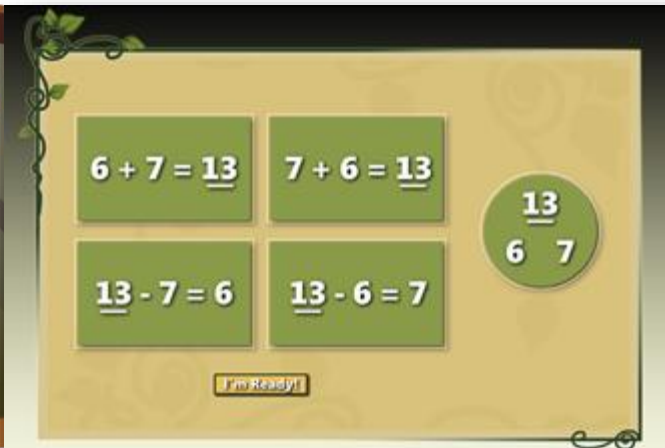 6 + 7 = 13
7 + 6 = 13
13 - 7 = 6
13 - 6 = 7
13
6 7
I'm Ready!